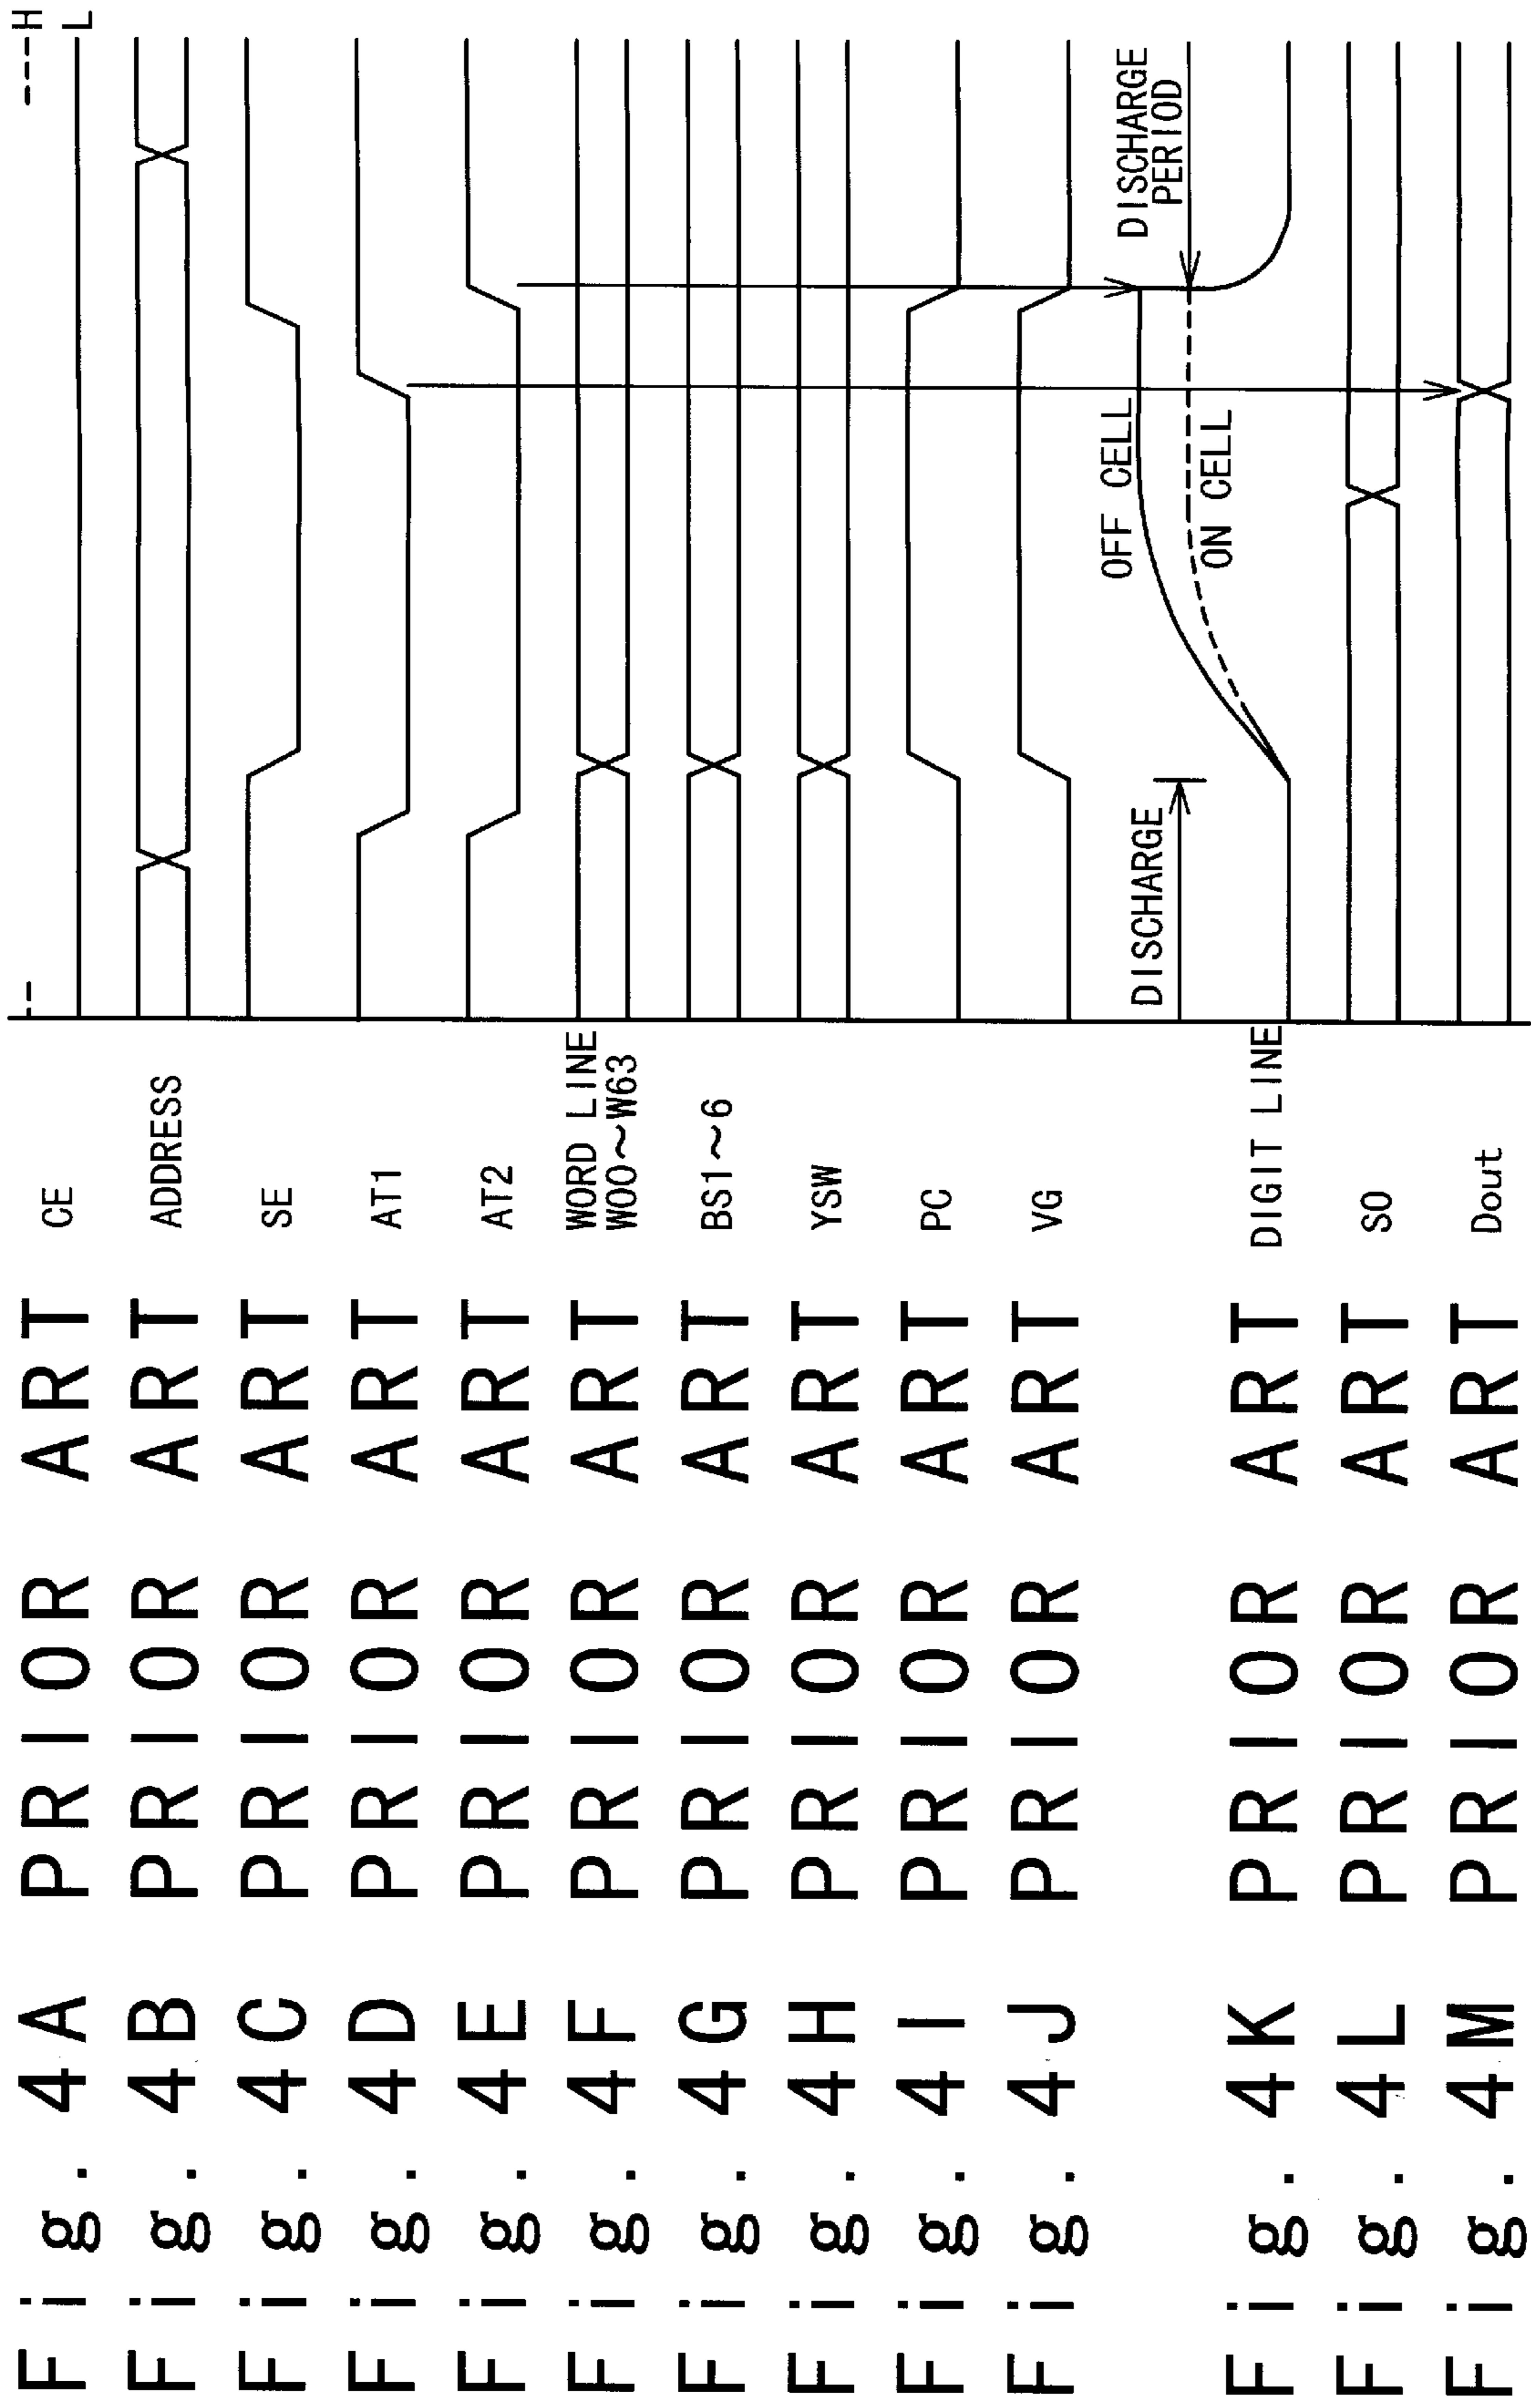 H
L
Fig. 4A PRIOR ART CE
Fig. 4B PRIOR ART ADDRESS
Fig. 4C PRIOR ART SE
Fig. 4D PRIOR ART AT1
Fig. 4E PRIOR ART AT2
Fig. 4F PRIOR ART WORD LINE
W00~W63
Fig. 4G PRIOR ART BS1~6
Fig. 4H PRIOR ART YSW
Fig. 4I PRIOR ART PC
Fig. 4J PRIOR ART VG
DISCHARGE
OFF CELL
DISCHARGE
PERIOD
ON CELL
Fig. 4K PRIOR ART DIGIT LINE
Fig. 4L PRIOR ART SO
Fig. 4M PRIOR ART Dout